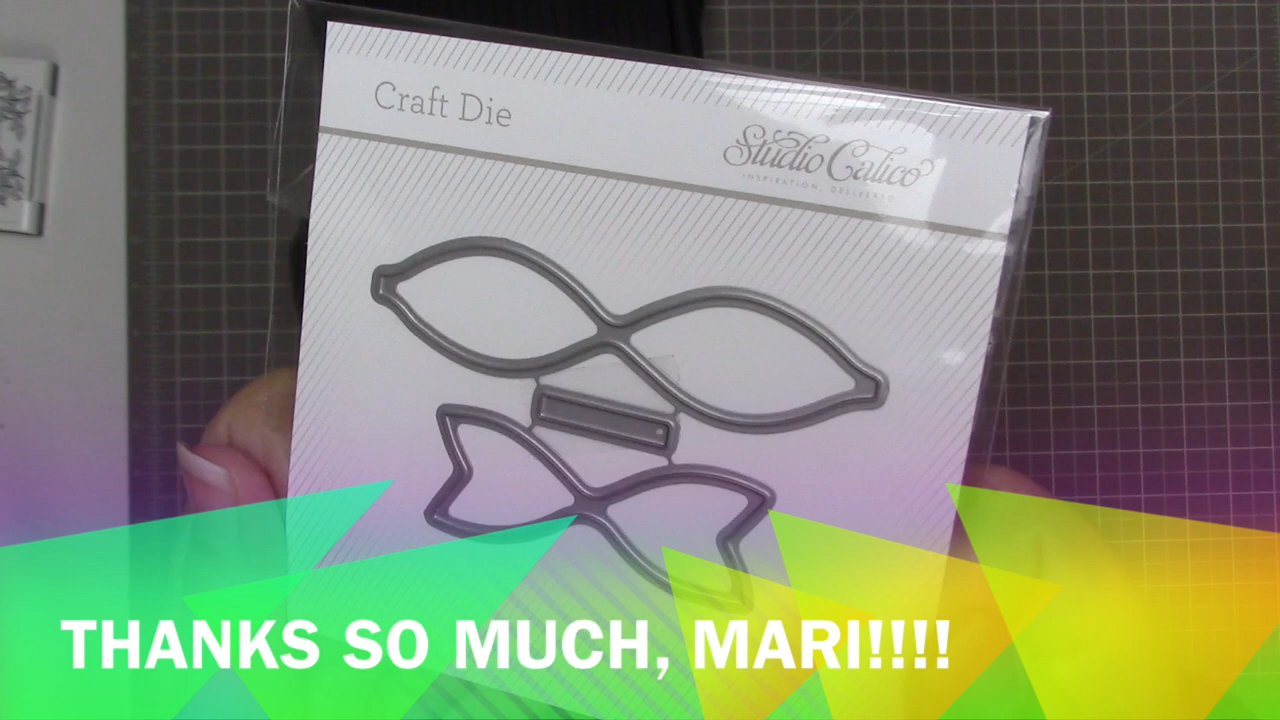 Craft Die
Studio Calico
INSPIRATION, DELIVERED
THANKS SO MUCH, MARI!!!!